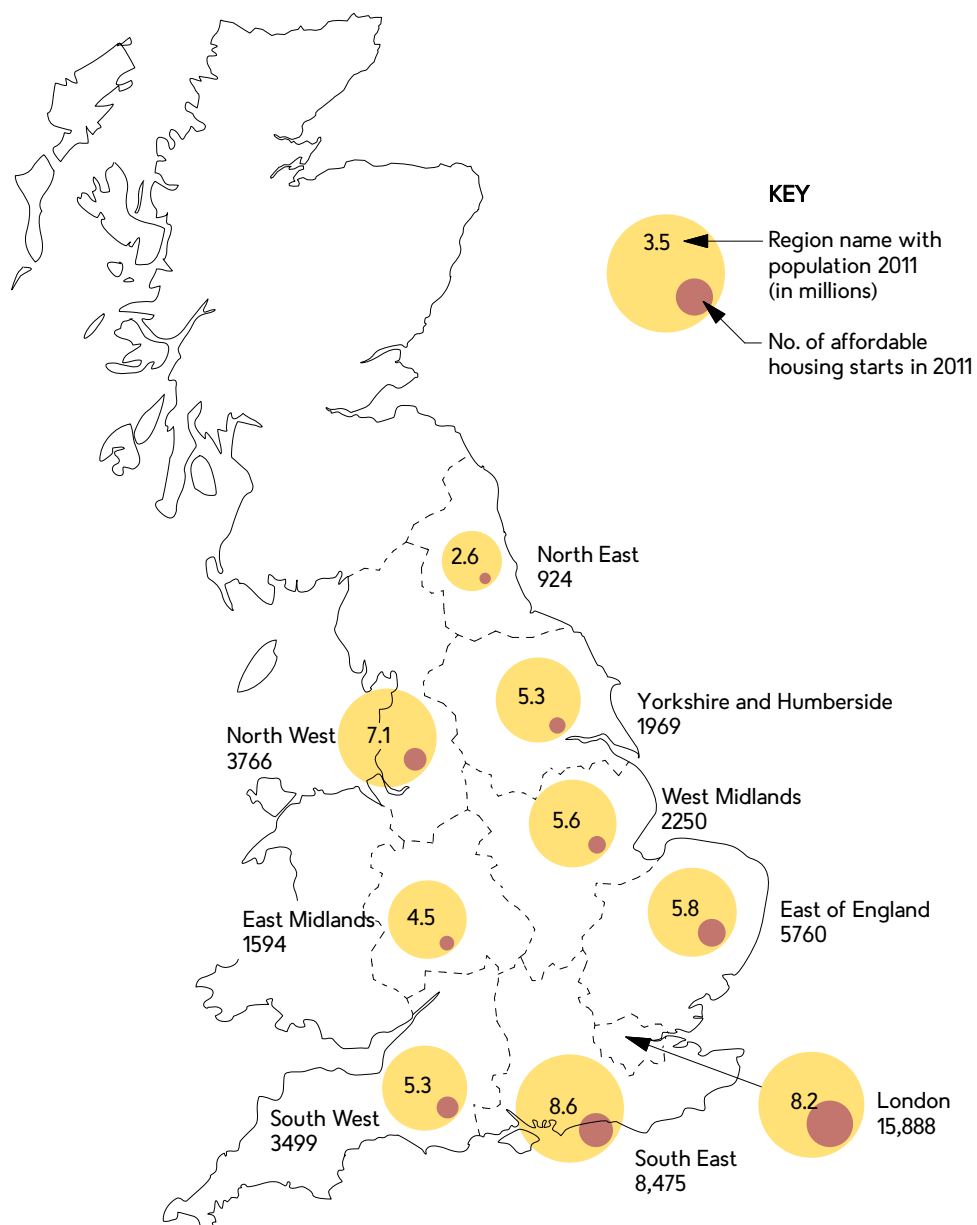 KEY
3.5
Region name with
population 2011
(in millions)
No. of affordable
housing starts in 2011
2.6
North East
924
5.3
Yorkshire and Humberside
1969
North West
3766
7.1
West Midlands
2250
5.6
East Midlands
1594
4.5
5.8
East of England
5760
5.3
South West
3499
8.6
South East
8,475
8.2
London
15,888